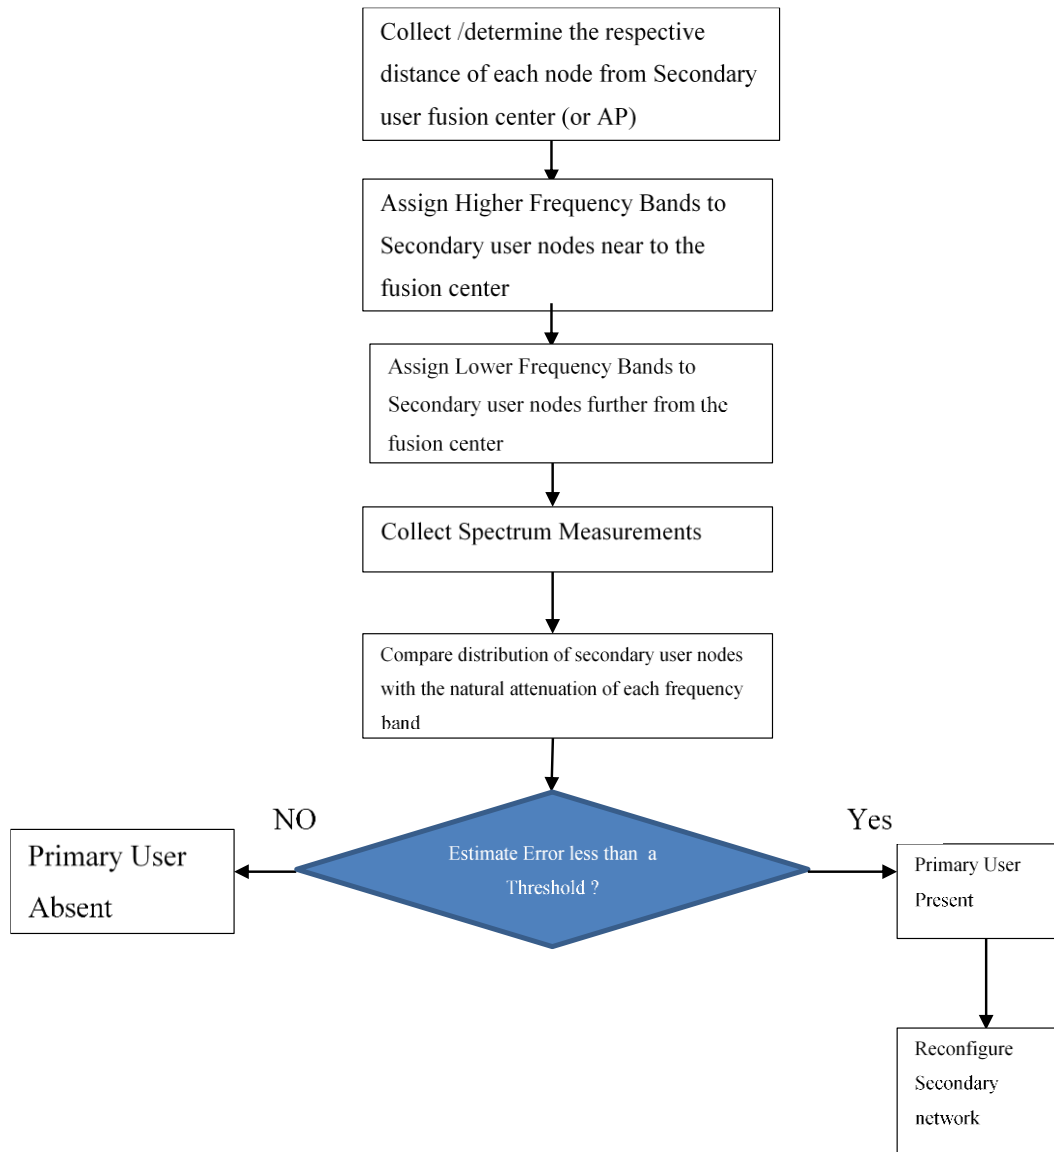 Collect /determine the respective
distance of each node from Secondary
user fusion center (or AP)
Assign Higher Frequency Bands to
Secondary user nodes near to the
fusion center
Assign Lower Frequency Bands to
Secondary user nodes further from the
fusion center
Collect Spectrum Measurements
Compare distribution of secondary user nodes
with the natural attenuation of each frequency
band
NO
Yes
Estimate Error less than a
Threshold ?
Primary User
Absent
Primary User
Present
Reconfigure
Secondary
network